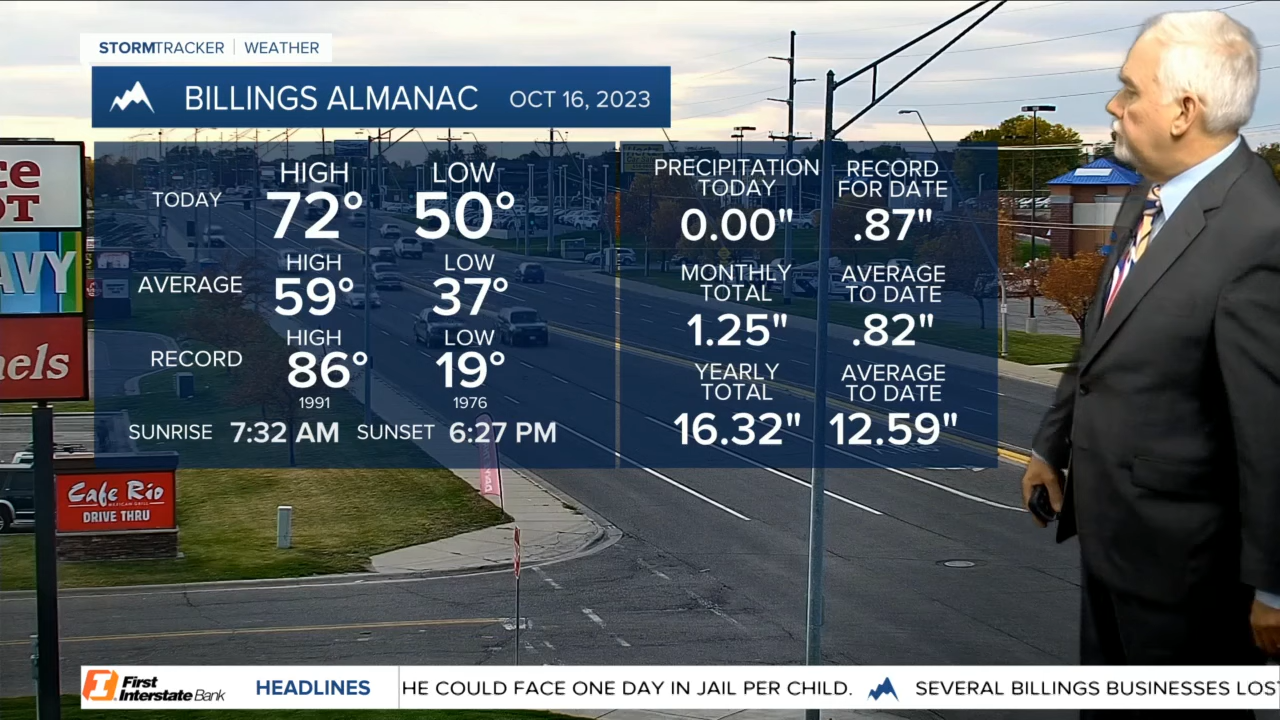 STORMTRACKER | WEATHER
BILLINGS ALMANAC OCT 16, 2023
HIGH LOW
TODAY 72° 50°
HIGH LOW
AVERAGE 59° 37°
HIGH LOW
RECORD 86° 19°
1991 1976
SUNRISE 7:32 AM SUNSET 6:27 PM
PRECIPITATION TODAY
0.00"
RECORD FOR DATE
.87"
MONTHLY TOTAL
1.25"
AVERAGE TO DATE
.82"
YEARLY TOTAL
16.32"
AVERAGE TO DATE
12.59"
Cafe Rio
MEXICAN GRILL
DRIVE THRU
First
Interstate Bank
HEADLINES
HE COULD FACE ONE DAY IN JAIL PER CHILD. SEVERAL BILLINGS BUSINESSES LOST